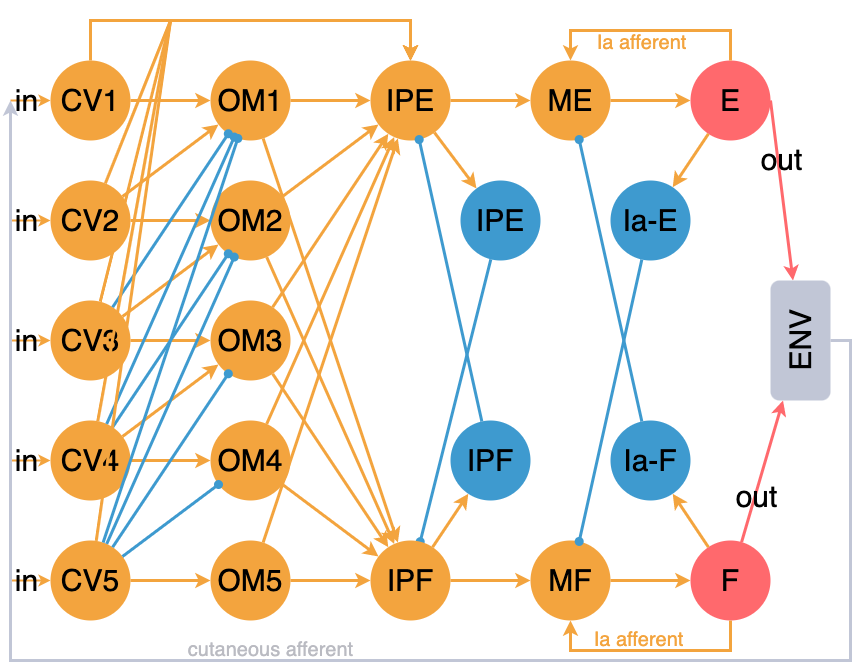 Ia afferent
in CV1 OM1 IPE ME E
out
in CV2 OM2 IPE Ia-E
in CV3 OM3 ENV
in CV4 OM4 IPF Ia-F
out
in CV5 OM5 IPF MF F
Ia afferent
cutaneous afferent